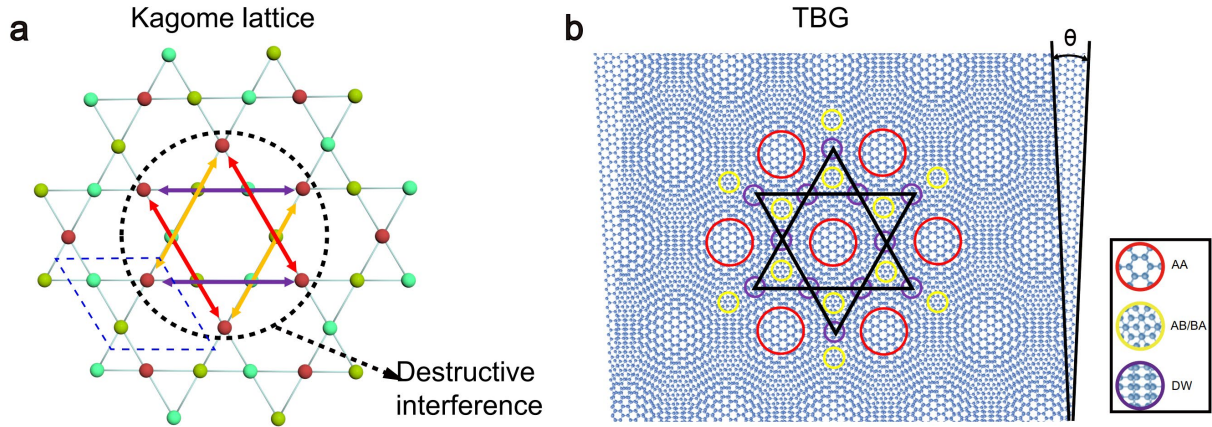 a
Kagome lattice
Destructive
interference
b
TBG
θ
AA
AB/BA
DW